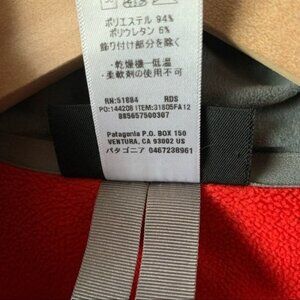 ポリエステル 94%
ポリウレタン 6%
飾り付け部分を除く
・乾燥機―低温
・柔軟剤の使用不可
RN:51884 RDS
PO:144208 ITEM:31805FA12
885657500307
Patagonia P.O. BOX 150
VENTURA, CA 93002 US
パタゴニア 0467238961